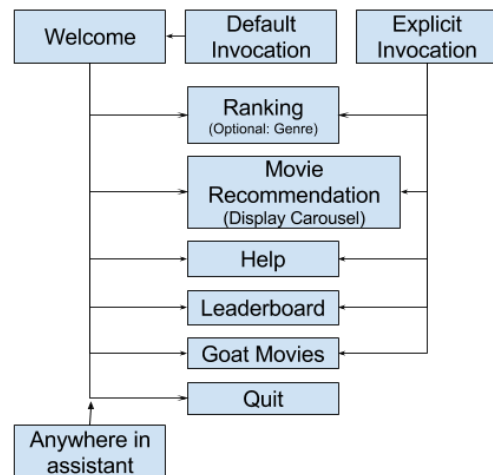 Welcome
Default
Invocation
Explicit
Invocation
Ranking
(Optional: Genre)
Movie
Recommendation
(Display Carousel)
Help
Leaderboard
Goat Movies
Quit
Anywhere in
assistant